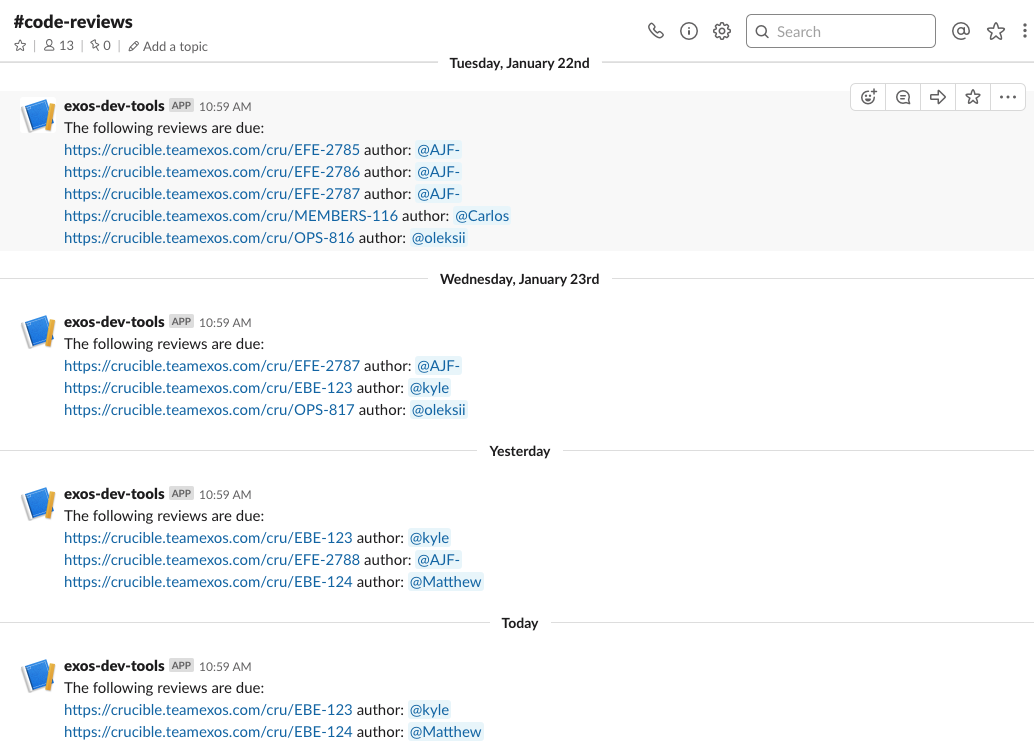 #code-reviews
13 0 Add a topic
Search
Tuesday, January 22nd
exos-dev-tools APP 10:59 AM
The following reviews are due:
https://crucible.teamexos.com/cru/EFE-2785 author: @AJF-
https://crucible.teamexos.com/cru/EFE-2786 author: @AJF-
https://crucible.teamexos.com/cru/EFE-2787 author: @AJF-
https://crucible.teamexos.com/cru/MEMBERS-116 author: @Carlos
https://crucible.teamexos.com/cru/OPS-816 author: @oleksii
Wednesday, January 23rd
exos-dev-tools APP 10:59 AM
The following reviews are due:
https://crucible.teamexos.com/cru/EFE-2787 author: @AJF-
https://crucible.teamexos.com/cru/EBE-123 author: @kyle
https://crucible.teamexos.com/cru/OPS-817 author: @oleksii
Yesterday
exos-dev-tools APP 10:59 AM
The following reviews are due:
https://crucible.teamexos.com/cru/EBE-123 author: @kyle
https://crucible.teamexos.com/cru/EFE-2788 author: @AJF-
https://crucible.teamexos.com/cru/EBE-124 author: @Matthew
Today
exos-dev-tools APP 10:59 AM
The following reviews are due:
https://crucible.teamexos.com/cru/EBE-123 author: @kyle
https://crucible.teamexos.com/cru/EBE-124 author: @Matthew